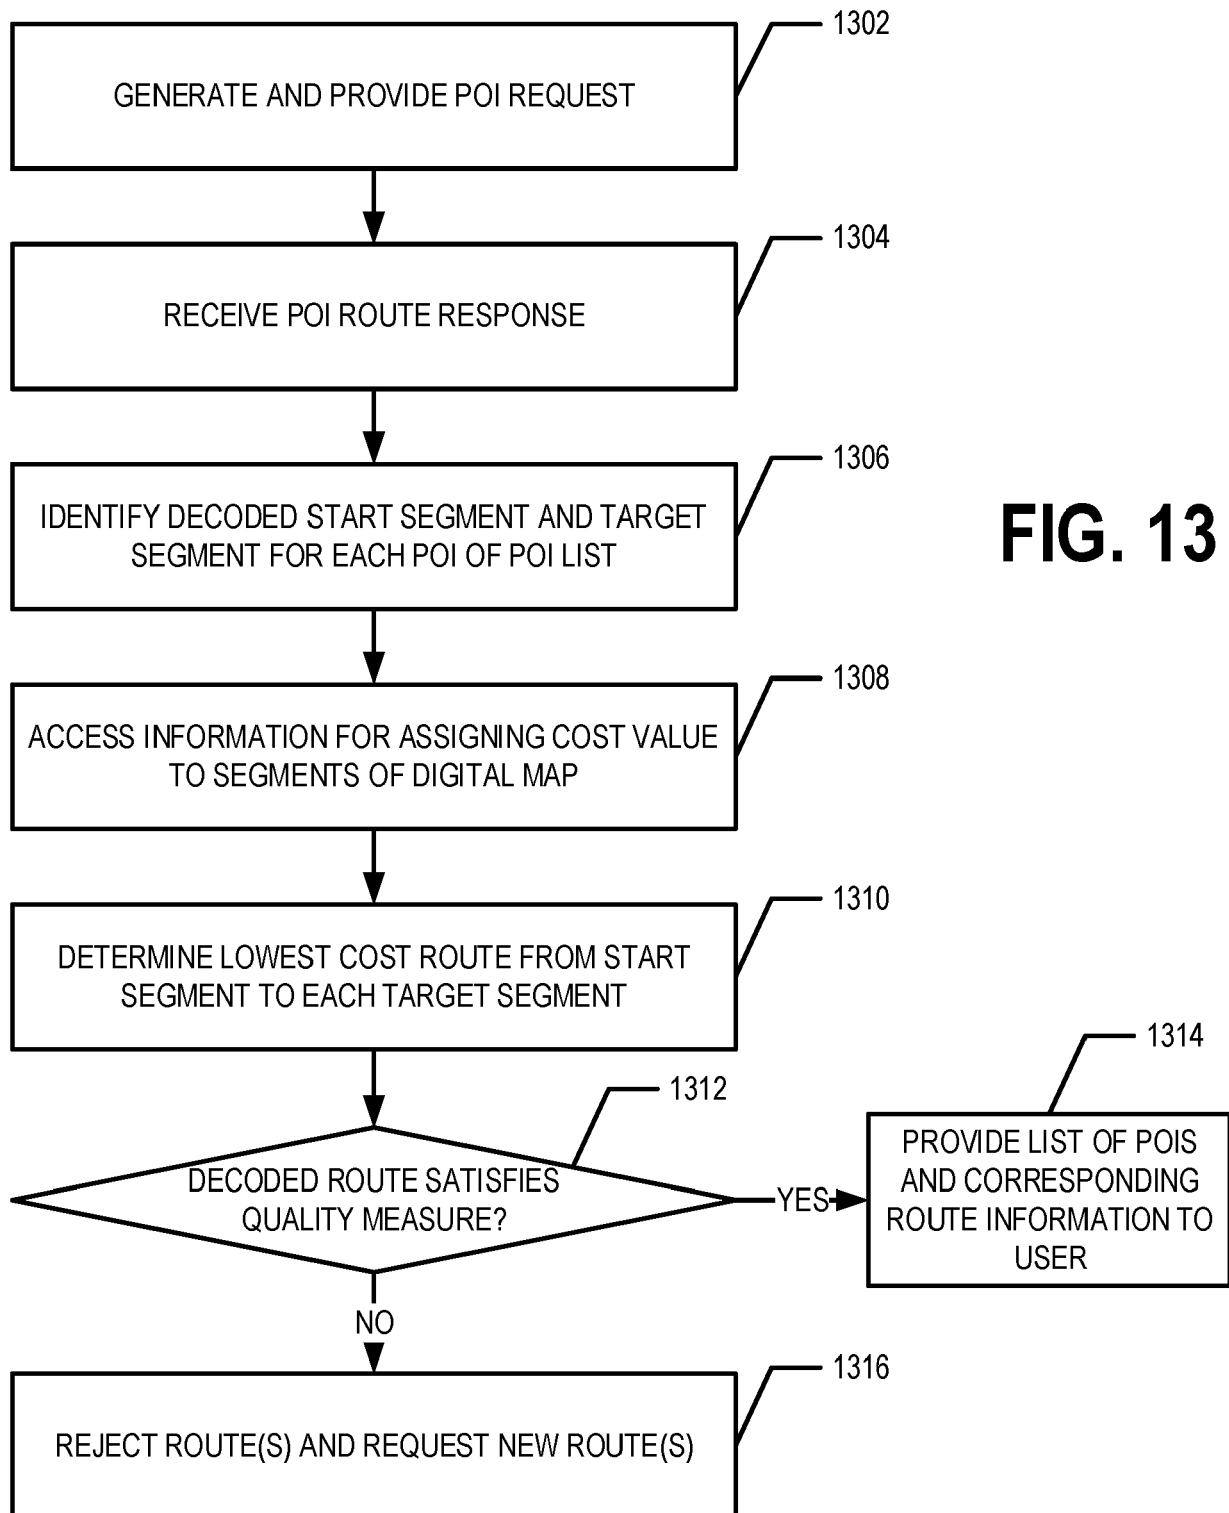 1302
GENERATE AND PROVIDE POI REQUEST
1304
RECEIVE POI ROUTE RESPONSE
1306
IDENTIFY DECODED START SEGMENT AND TARGET
SEGMENT FOR EACH POI OF POI LIST
FIG. 13
1308
ACCESS INFORMATION FOR ASSIGNING COST VALUE
TO SEGMENTS OF DIGITAL MAP
1310
DETERMINE LOWEST COST ROUTE FROM START
SEGMENT TO EACH TARGET SEGMENT
1312
DECODED ROUTE SATISFIES
QUALITY MEASURE?
YES
1314
PROVIDE LIST OF POIS
AND CORRESPONDING
ROUTE INFORMATION TO
USER
NO
1316
REJECT ROUTE(S) AND REQUEST NEW ROUTE(S)